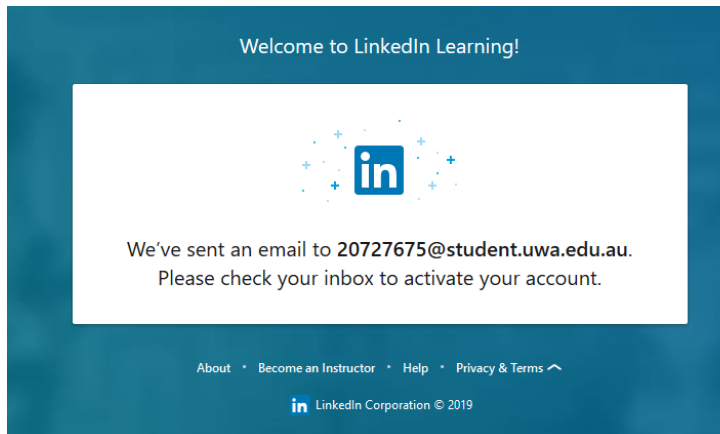 Welcome to LinkedIn Learning!
in
We've sent an email to 20727675@student.uwa.edu.au.
Please check your inbox to activate your account.
About • Become an Instructor • Help • Privacy & Terms
in LinkedIn Corporation © 2019